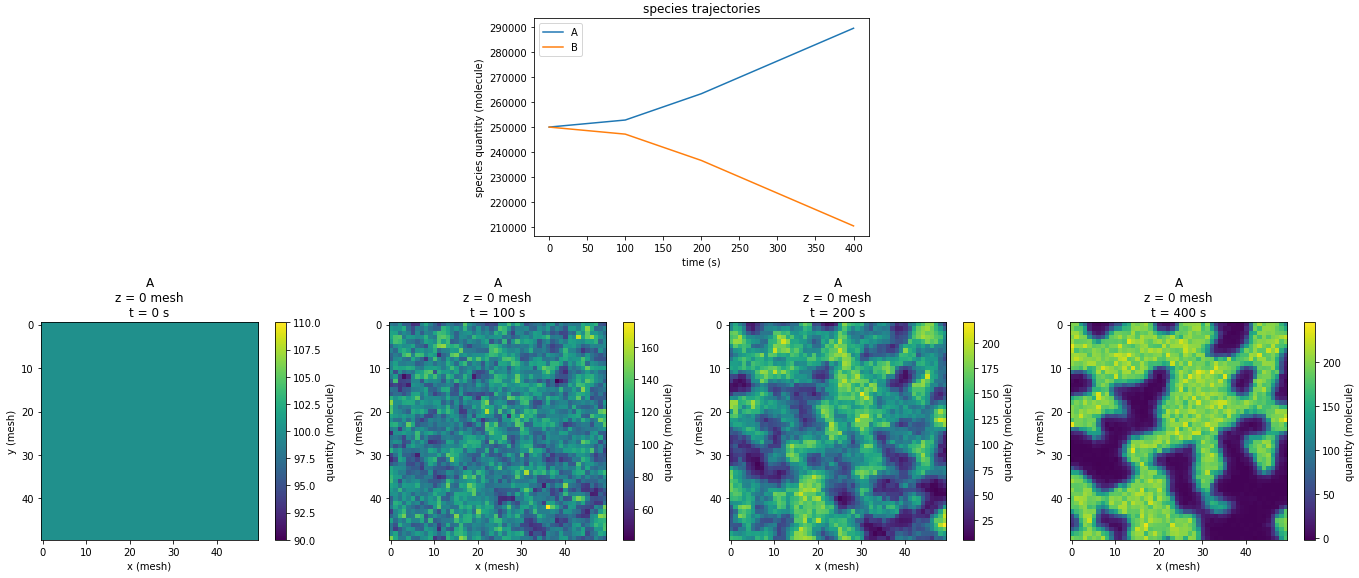 species trajectories
290000
280000
270000
260000
250000
240000
230000
220000
210000
species quantity (molecule)
A
B
0 50 100 150 200 250 300 350 400
time (s)
A
z = 0 mesh
t = 0 s
0
10
20
30
40
y (mesh)
0 10 20 30 40
x (mesh)
110.0
107.5
105.0
102.5
100.0
97.5
95.0
92.5
90.0
quantity (molecule)
A
z = 0 mesh
t = 100 s
0
10
20
30
40
y (mesh)
0 10 20 30 40
x (mesh)
160
140
120
100
80
60
quantity (molecule)
A
z = 0 mesh
t = 200 s
0
10
20
30
40
y (mesh)
0 10 20 30 40
x (mesh)
200
175
150
125
100
75
50
25
quantity (molecule)
A
z = 0 mesh
t = 400 s
0
10
20
30
40
y (mesh)
0 10 20 30 40
x (mesh)
200
150
100
50
0
quantity (molecule)